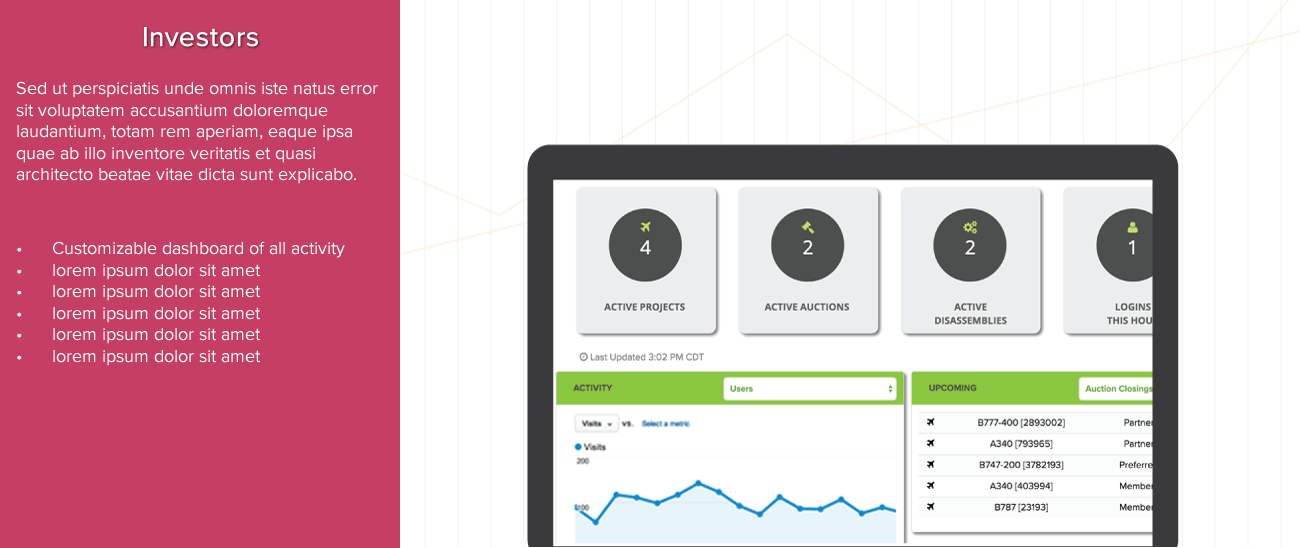 Investors
Sed ut perspiciatis unde omnis iste natus error
sit voluptatem accusantium doloremque
laudantium, totam rem aperiam, eaque ipsa
quae ab illo inventore veritatis et quasi
architecto beatae vitae dicta sunt explicabo.
• Customizable dashboard of all activity
• lorem ipsum dolor sit amet
• lorem ipsum dolor sit amet
• lorem ipsum dolor sit amet
• lorem ipsum dolor sit amet
• lorem ipsum dolor sit amet
4
ACTIVE PROJECTS
2
ACTIVE AUCTIONS
2
ACTIVE
DISASSEMBLIES
1
LOGINS
THIS HOU
Last Updated 3:02 PM CDT
ACTIVITY
Users
Visits vs. Select a metric
Visits
200
100
UPCOMING
Auction Closings
B777-400 [2893002] Partne
A340 [793965] Partne
B747-200 [3782193] Preferre
A340 [403994] Membe
B787 [23193] Membe